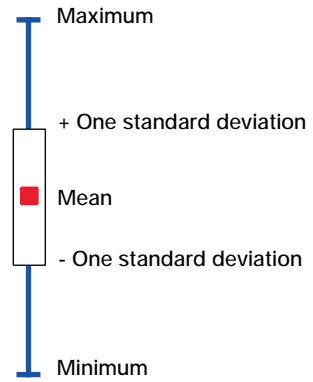 Maximum
+ One standard deviation
Mean
- One standard deviation
Minimum